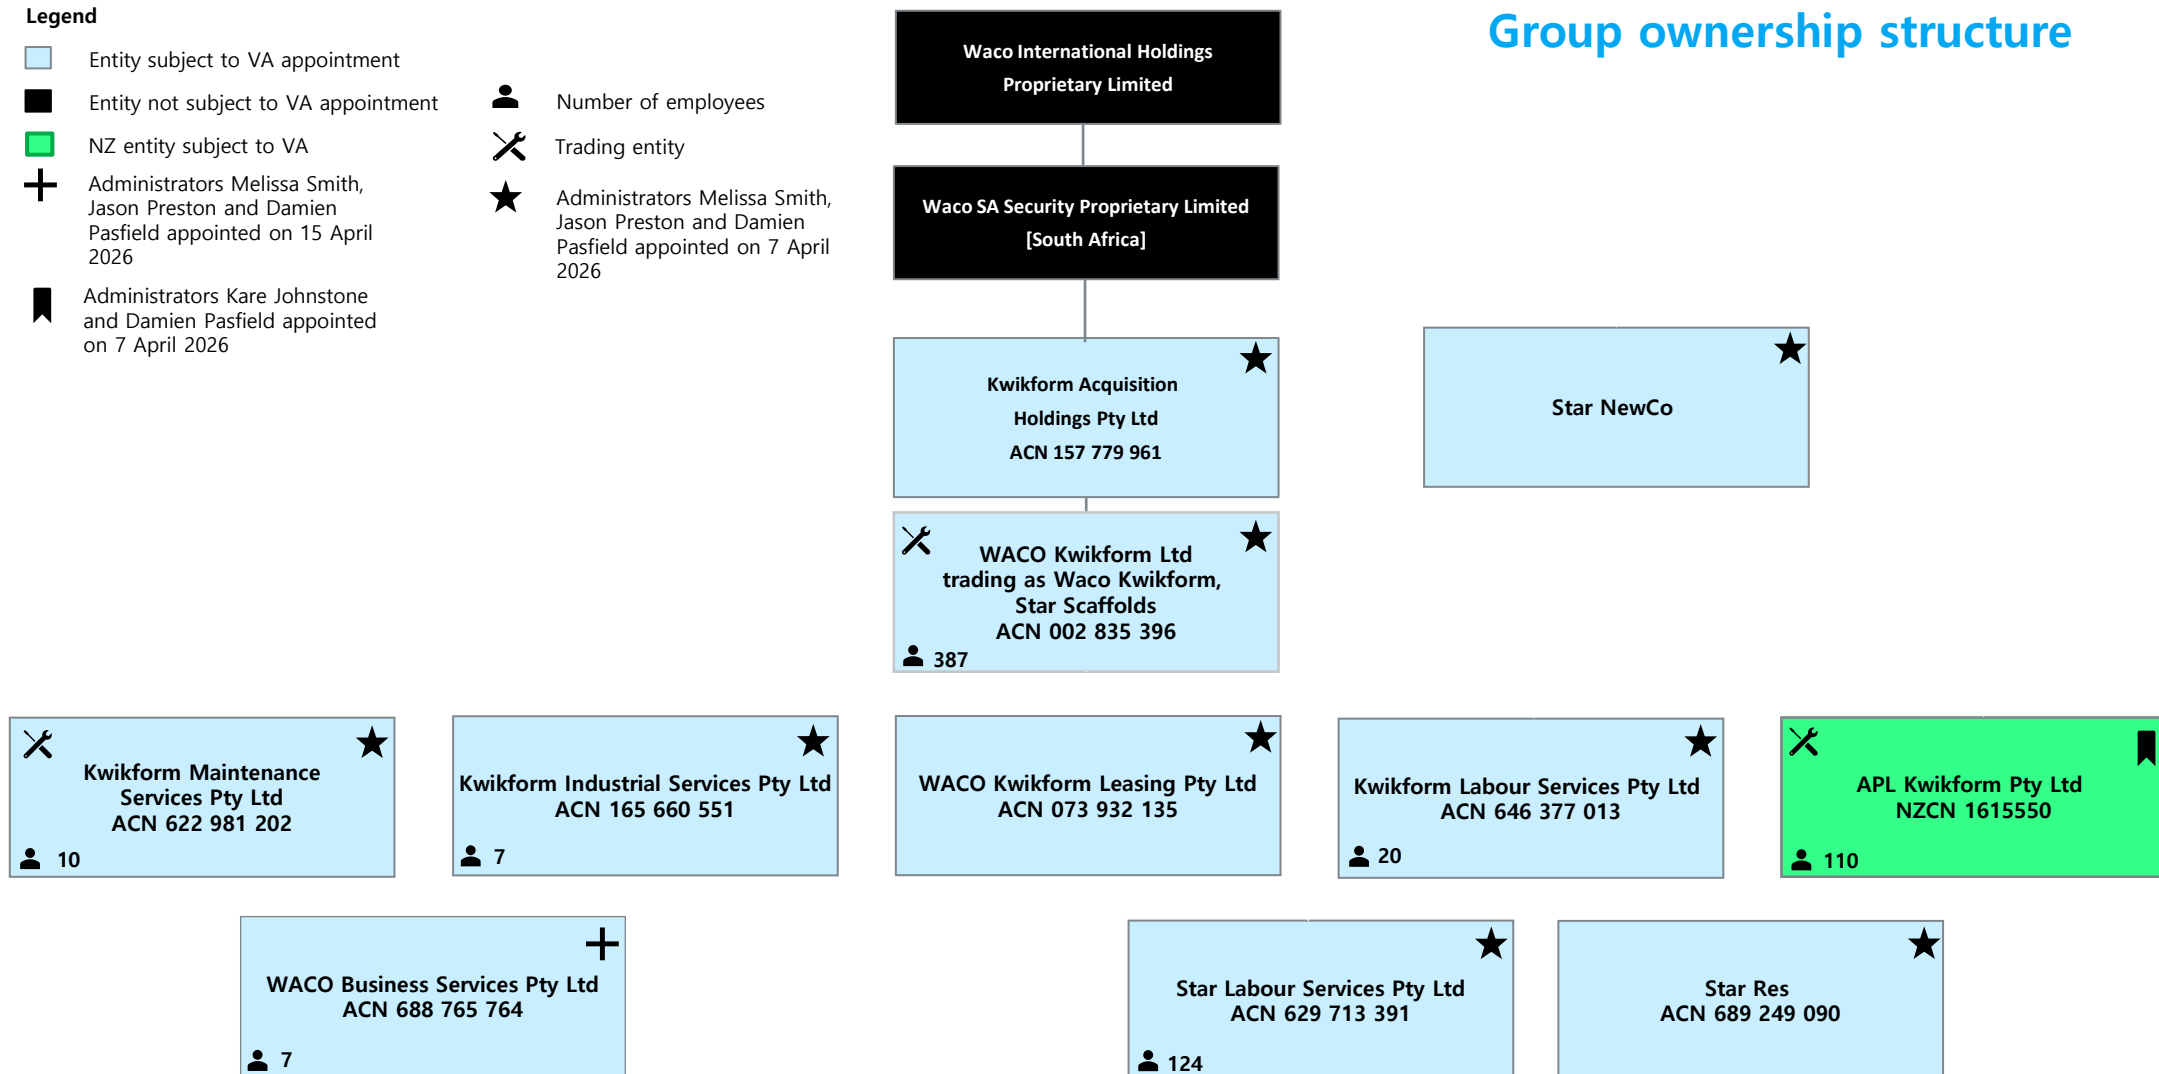 Legend
Entity subject to VA appointment
Entity not subject to VA appointment
NZ entity subject to VA
Administrators Melissa Smith,
Jason Preston and Damien
Pasfield appointed on 15 April
2026
Administrators Kare Johnstone
and Damien Pasfield appointed
on 7 April 2026
Number of employees
Trading entity
Administrators Melissa Smith,
Jason Preston and Damien
Pasfield appointed on 7 April
2026
Group ownership structure
Waco International Holdings
Proprietary Limited
Waco SA Security Proprietary Limited
[South Africa]
Kwikform Acquisition
Holdings Pty Ltd
ACN 157 779 961
Star NewCo
WACO Kwikform Ltd
trading as Waco Kwikform,
Star Scaffolds
ACN 002 835 396
387
Kwikform Maintenance
Services Pty Ltd
ACN 622 981 202
10
Kwikform Industrial Services Pty Ltd
ACN 165 660 551
7
WACO Kwikform Leasing Pty Ltd
ACN 073 932 135
Kwikform Labour Services Pty Ltd
ACN 646 377 013
20
APL Kwikform Pty Ltd
NZCN 1615550
110
WACO Business Services Pty Ltd
ACN 688 765 764
7
Star Labour Services Pty Ltd
ACN 629 713 391
124
Star Res
ACN 689 249 090